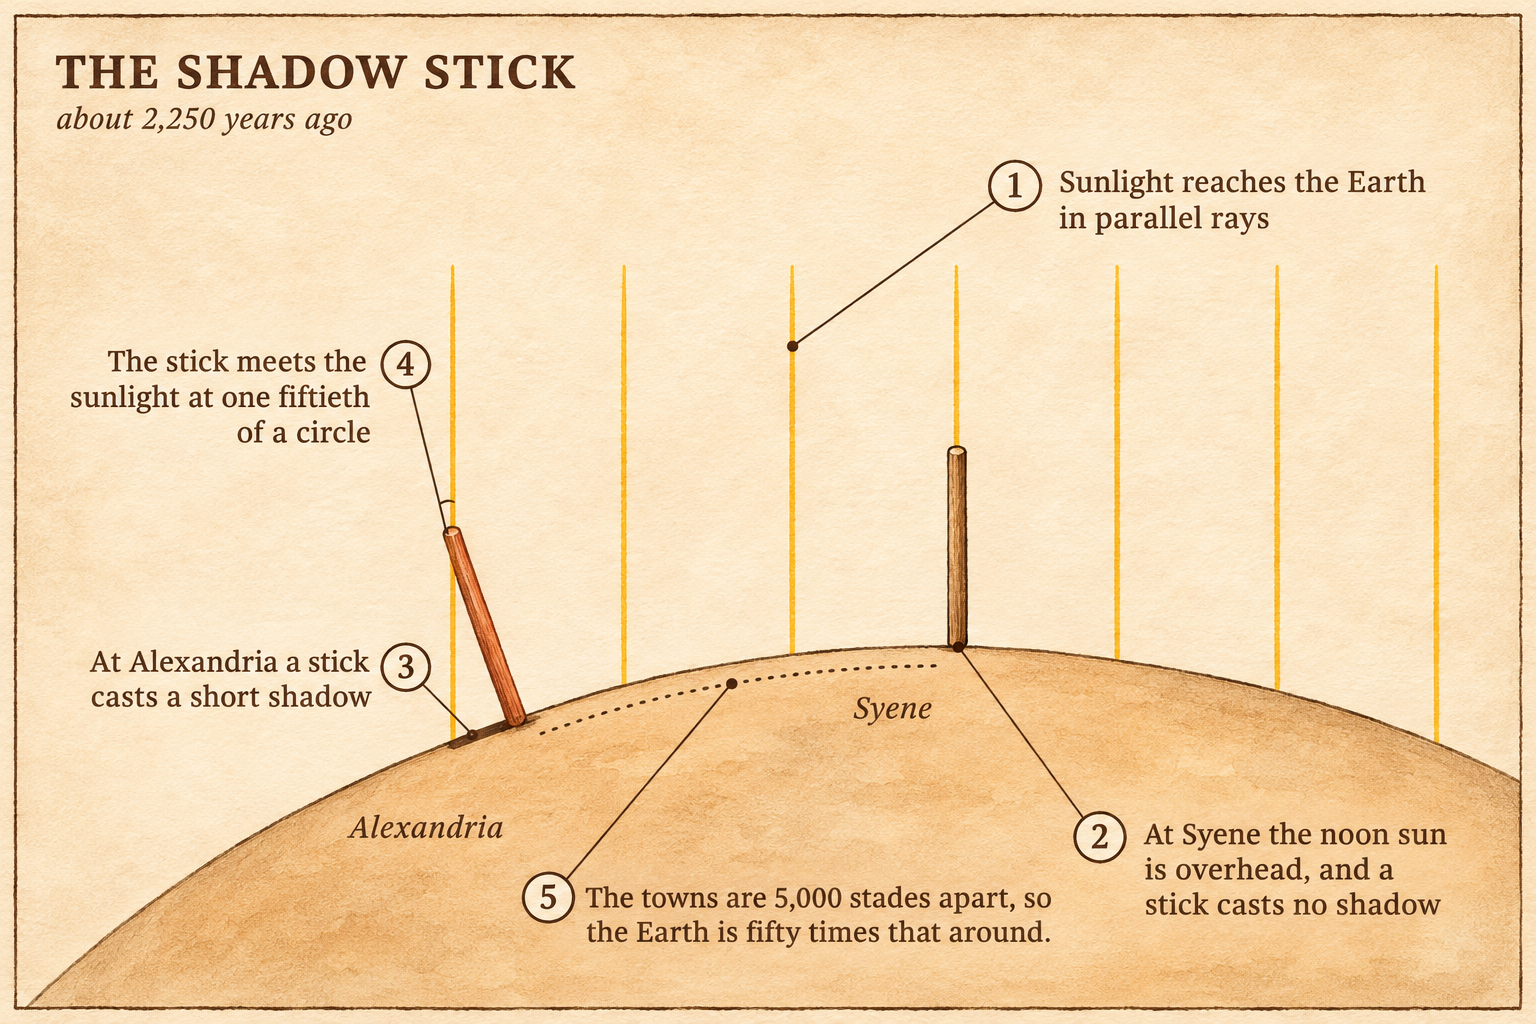 THE SHADOW STICK
about 2,250 years ago
1
Sunlight reaches the Earth
in parallel rays
4
The stick meets the
sunlight at one fiftieth
of a circle
3
At Alexandria a stick
casts a short shadow
Syene
Alexandria
2
At Syene the noon sun
is overhead, and a
stick casts no shadow
5
The towns are 5,000 stades apart, so
the Earth is fifty times that around.